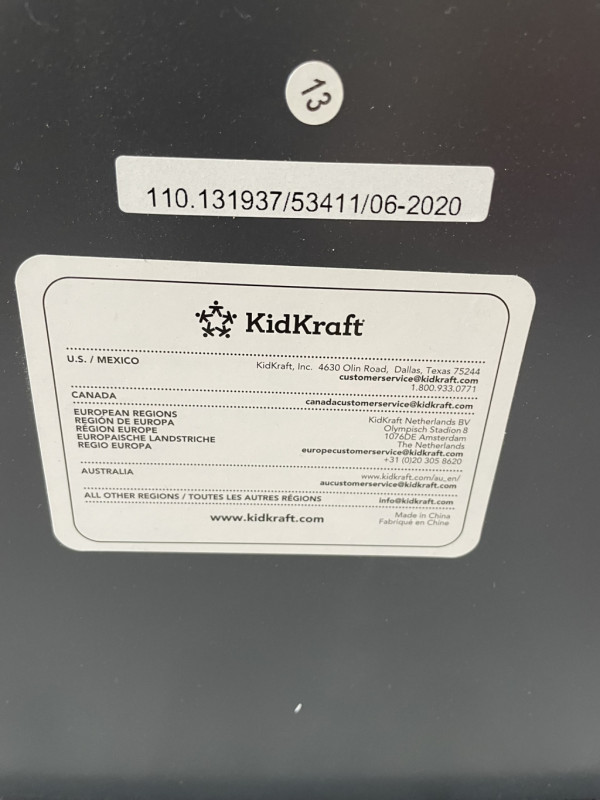 13
110.131937/53411/06-2020
KidKraft
U.S. / MEXICO
KidKraft, Inc. 4630 Olin Road, Dallas, Texas 75244
customerservice@kidkraft.com
1.800.933.0771
CANADA
canadacustomerservice@kidkraft.com
EUROPEAN REGIONS
REGIÓN DE EUROPA
RÉGION EUROPE
EUROPAISCHE LANDSTRICHE
REGIO EUROPA
KidKraft Netherlands BV
Olympisch Stadion 8
1076DE Amsterdam
The Netherlands
europecustomerservice@kidkraft.com
+31 (0)20 305 8620
AUSTRALIA
www.kidkraft.com/au_en/
aucustomerservice@kidkraft.com
ALL OTHER REGIONS / TOUTES LES AUTRES RÉGIONS
info@kidkraft.com
www.kidkraft.com
Made in China
Fabriqué en Chine